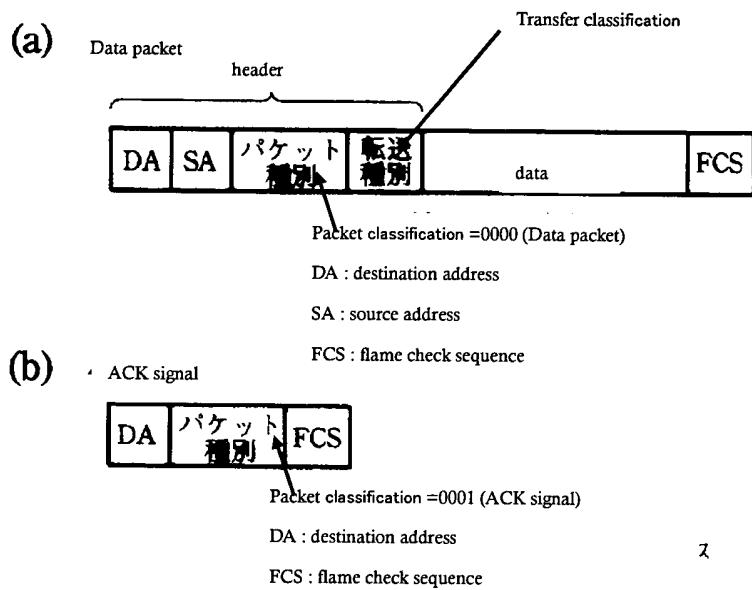 Transfer classification
(a) Data packet
header
DA SA パケット種別 転送種別 data FCS
Packet classification =0000 (Data packet)
DA : destination address
SA : source address
FCS : flame check sequence
(b) ACK signal
DA パケット種別 FCS
Packet classification =0001 (ACK signal)
DA : destination address
FCS : flame check sequence